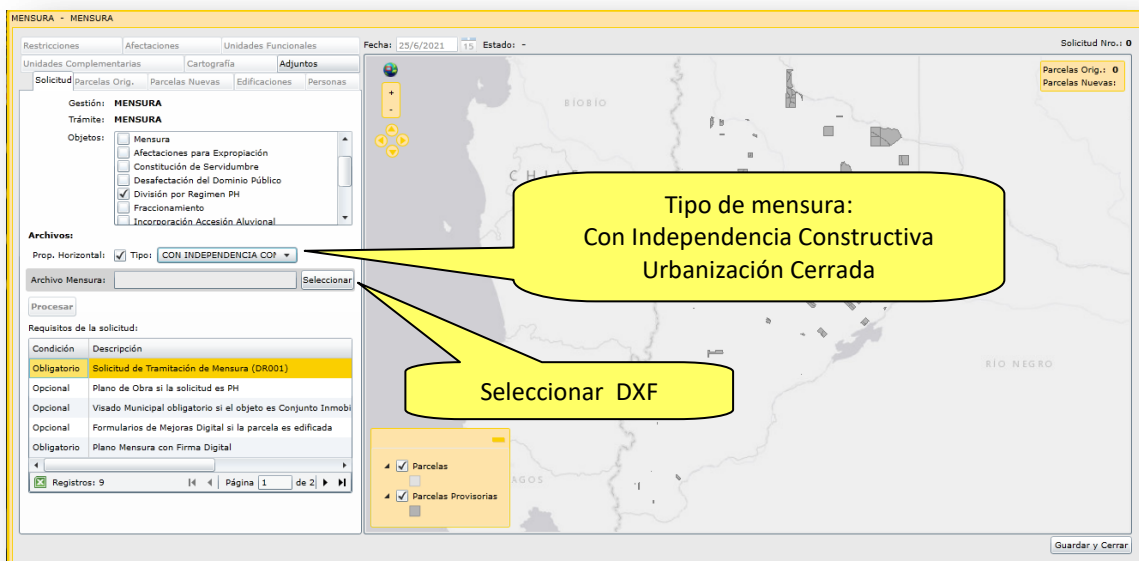 MENSURA - MENSURA
Restricciones Afectaciones Unidades Funcionales
Unidades Complementarias Cartografía Adjuntos
Solicitud Parcelas Orig. Parcelas Nuevas Edificaciones Personas
Gestión: MENSURA
Trámite: MENSURA
Objetos: Mensura
Afectaciones para Expropiación
Constitución de Servidumbre
Desafectación del Dominio Público
División por Regimen PH
Fraccionamiento
Incorporación Accesión Aluvional
Archivos:
Prop. Horizontal: Tipo: CON INDEPENDENCIA CON
Archivo Mensura: Seleccionar
Procesar
Requisitos de la solicitud:
Condición Descripción
Obligatorio Solicitud de Tramitación de Mensura (DR001)
Opcional Plano de Obra si la solicitud es PH
Opcional Visado Municipal obligatorio si el objeto es Conjunto Inmobi
Opcional Formularios de Mejoras Digital si la parcela es edificada
Obligatorio Plano Mensura con Firma Digital
Registros: 9 Página 1 de 2
Fecha: 25/6/2021 15 Estado: -
Solicitud Nro.: 0
Parcelas Orig.: 0
Parcelas Nuevas:
+
-
BÍOBÍO
CHILE
Tipo de mensura:
Con Independencia Constructiva
Urbanización Cerrada
RÍO NEGRO
Seleccionar DXF
Parcelas
Parcelas Provisorias
AGOS
Guardar y Cerrar